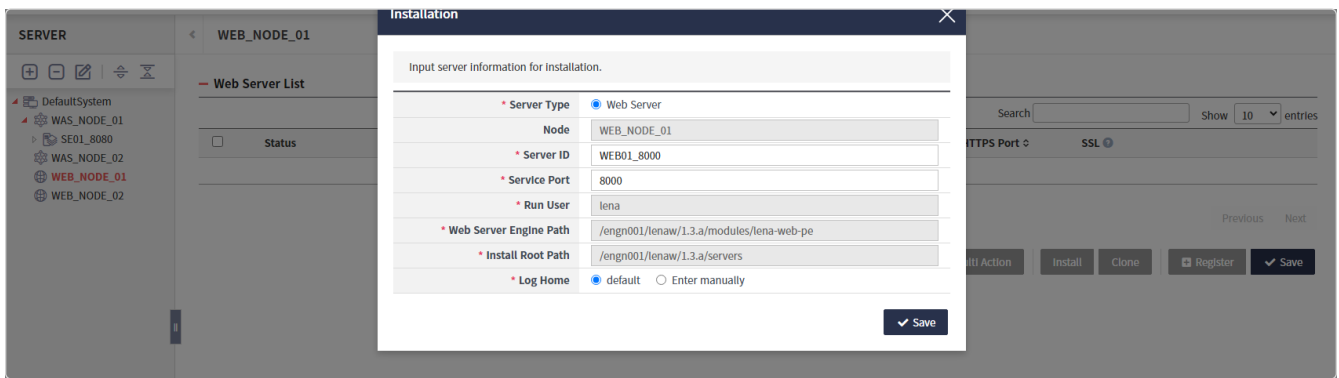 SERVER
WEB_NODE_01
Installation
Input server information for installation.
Web Server List
DefaultSystem
WAS_NODE_01
SE01_8080
WAS_NODE_02
WEB_NODE_01
WEB_NODE_02
Status
* Server Type Web Server
Node WEB_NODE_01
* Server ID WEB01_8000
* Service Port 8000
* Run User lena
* Web Server Engine Path /engn001/lenaw/1.3.a/modules/lena-web-pe
* Install Root Path /engn001/lenaw/1.3.a/servers
* Log Home default Enter manually
Save
Search Show 10 entries
HTTPS Port SSL
Previous Next
Action Install Clone Register Save